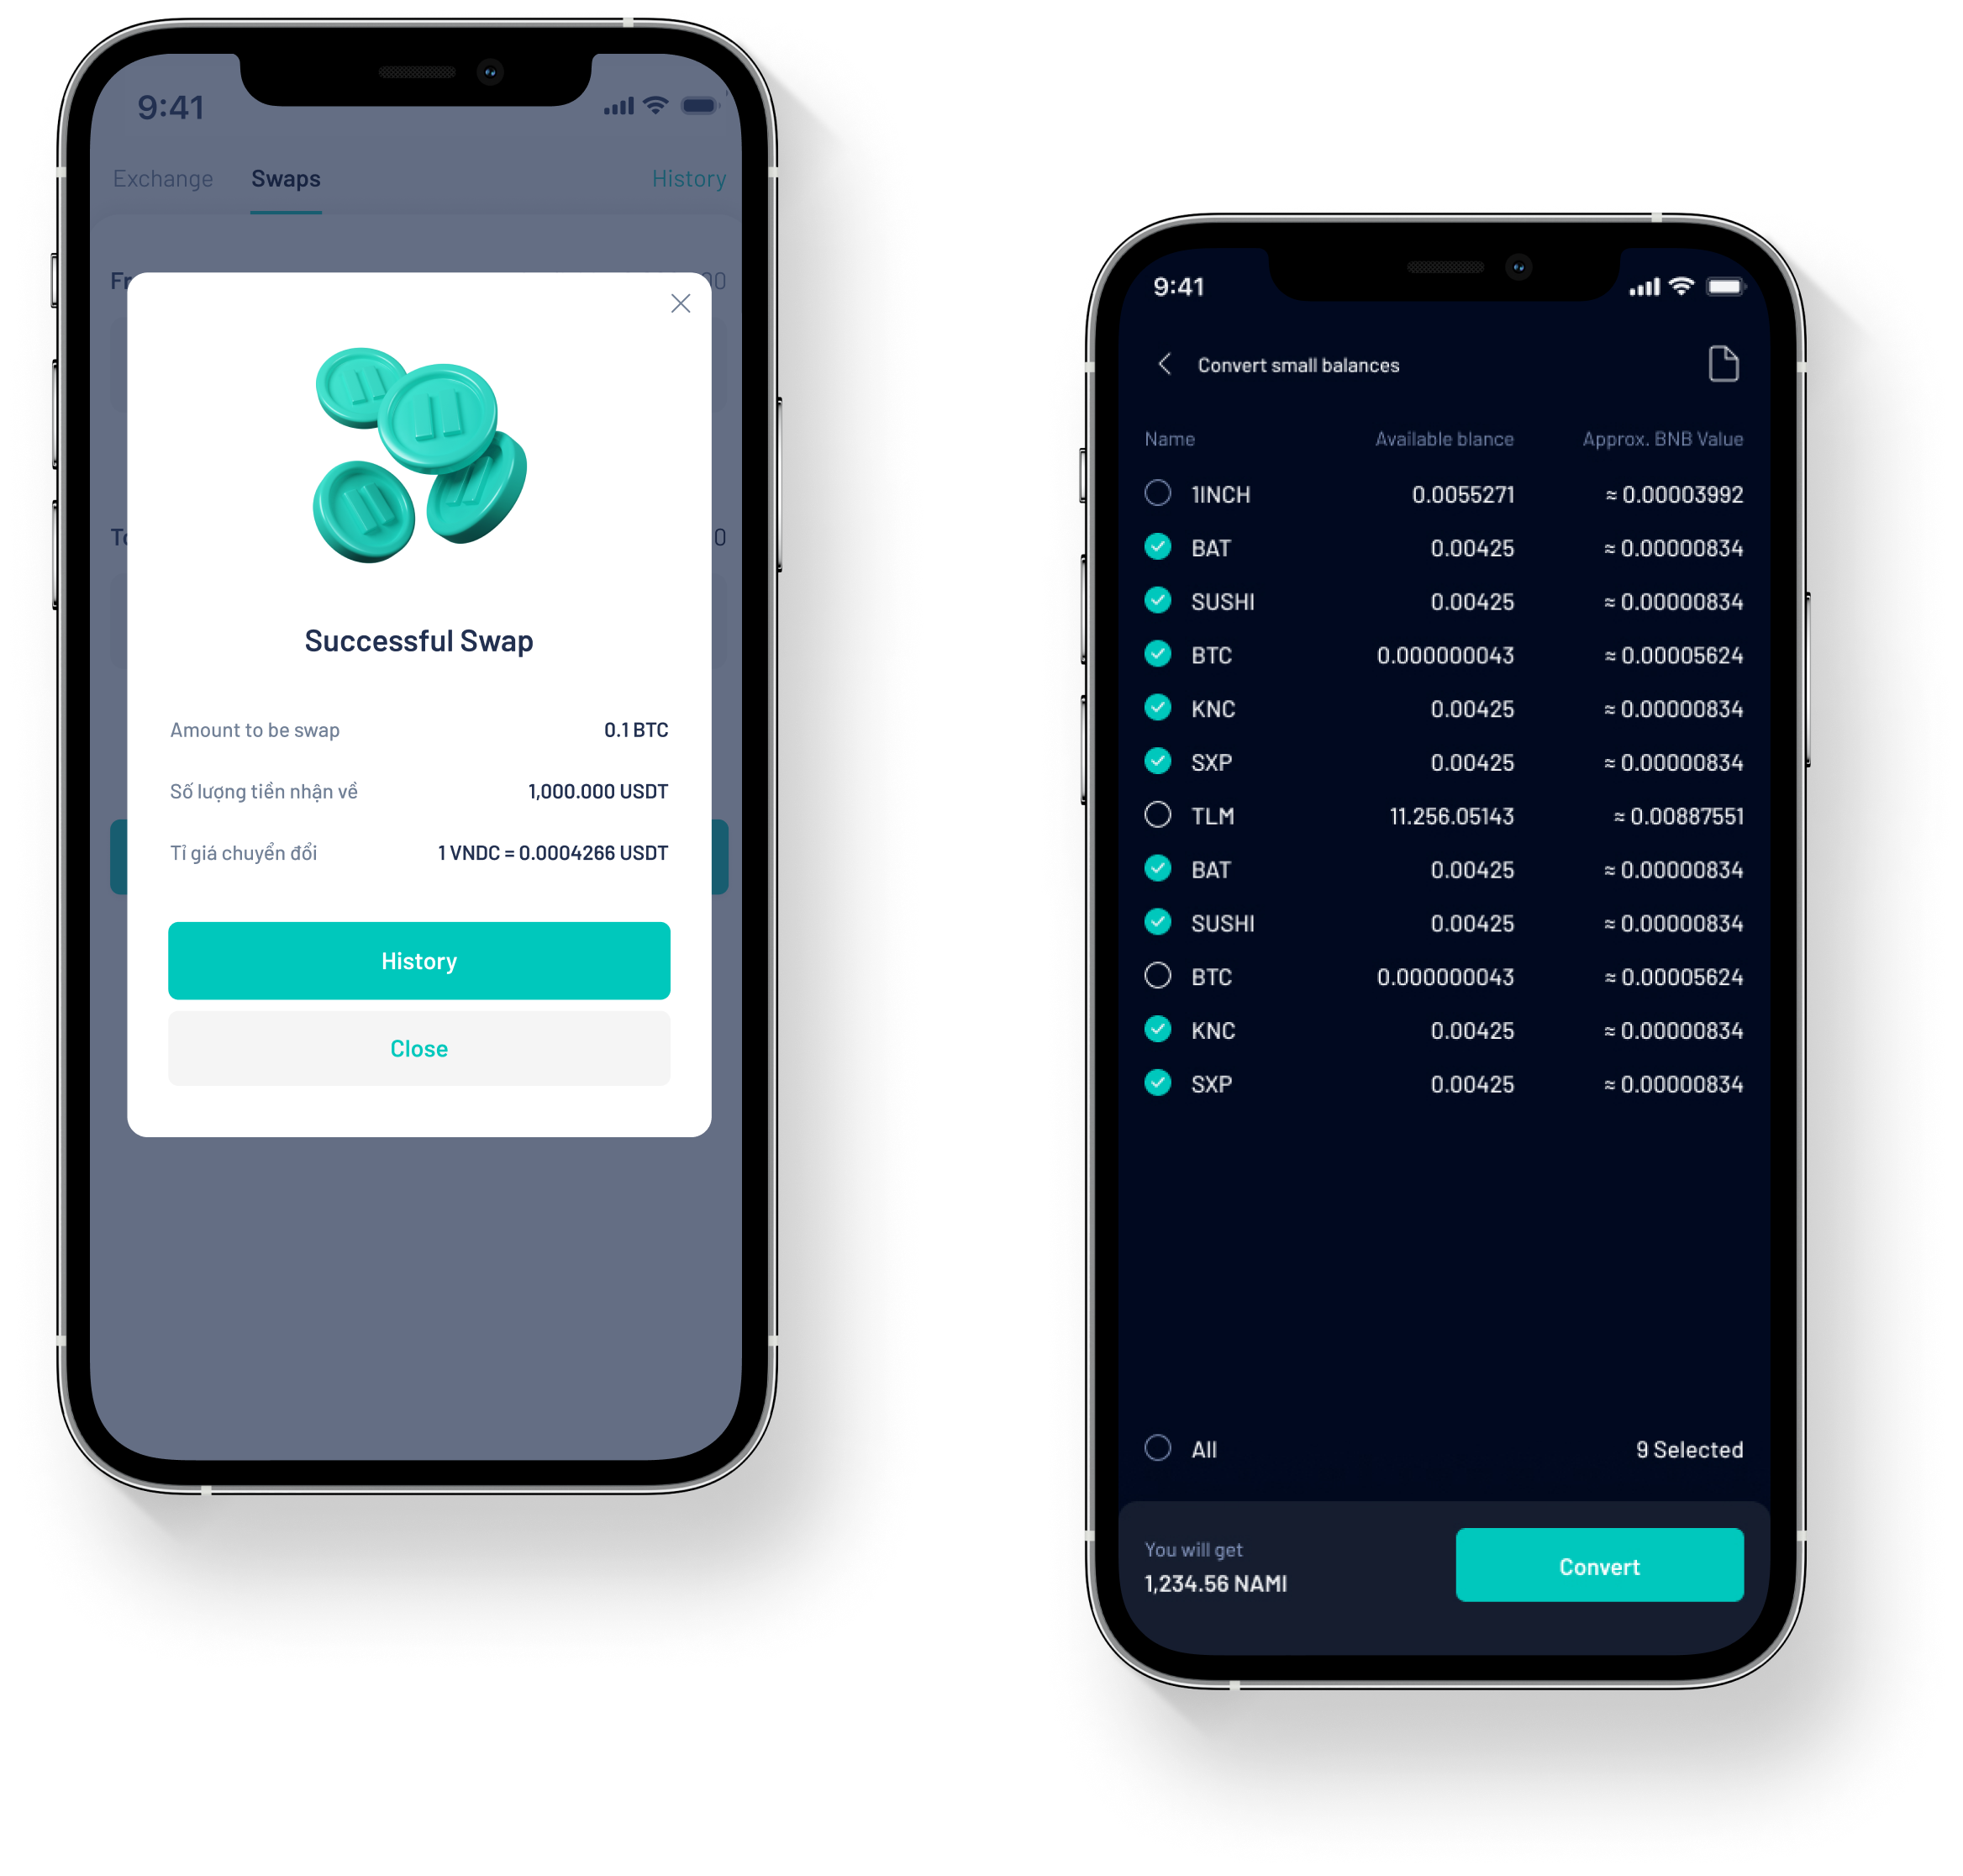 9:41
Exchange Swaps History
Successful Swap
Amount to be swap 0.1 BTC
Số lượng tiền nhận về 1,000.000 USDT
Tỉ giá chuyển đổi 1 VNDC = 0.0004266 USDT
History
Close
9:41
Convert small balances
Name Available blance Approx. BNB Value
1INCH 0.0055271 ≈ 0.00003992
BAT 0.00425 ≈ 0.00000834
SUSHI 0.00425 ≈ 0.00000834
BTC 0.000000043 ≈ 0.00005624
KNC 0.00425 ≈ 0.00000834
SXP 0.00425 ≈ 0.00000834
TLM 11.256.05143 ≈ 0.00887551
BAT 0.00425 ≈ 0.00000834
SUSHI 0.00425 ≈ 0.00000834
BTC 0.000000043 ≈ 0.00005624
KNC 0.00425 ≈ 0.00000834
SXP 0.00425 ≈ 0.00000834
All 9 Selected
You will get
1,234.56 NAMI
Convert